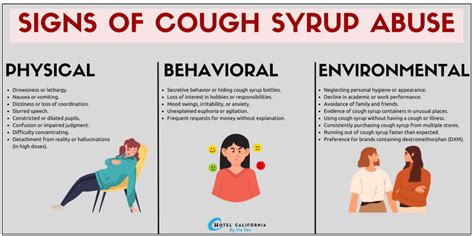 SIGNS OF COUGH SYRUP ABUSE
PHYSICAL
• Drowsiness or lethargy.
• Nausea or vomiting.
• Dizziness or loss of coordination.
• Slurred speech.
• Constricted or dilated pupils.
• Confusion or impaired judgment.
• Difficulty concentrating.
• Detachment from reality or hallucinations
(in high doses).
BEHAVIORAL
• Secretive behavior or hiding cough syrup bottles.
• Loss of interest in hobbies or responsibilities.
• Mood swings, irritability, or anxiety.
• Unexplained euphoria or agitation.
• Frequent requests for money without explanation.
ENVIRONMENTAL
• Neglecting personal hygiene or appearance.
• Decline in academic or work performance.
• Avoidance of family and friends.
• Evidence of cough syrup containers in unusual places.
• Using cough syrup without having a cough or illness.
• Consistently purchasing cough syrup from multiple stores.
• Running out of cough syrup faster than expected.
• Preference for brands containing dextromethorphan (DXM).
HOTEL CALIFORNIA
By the Sea